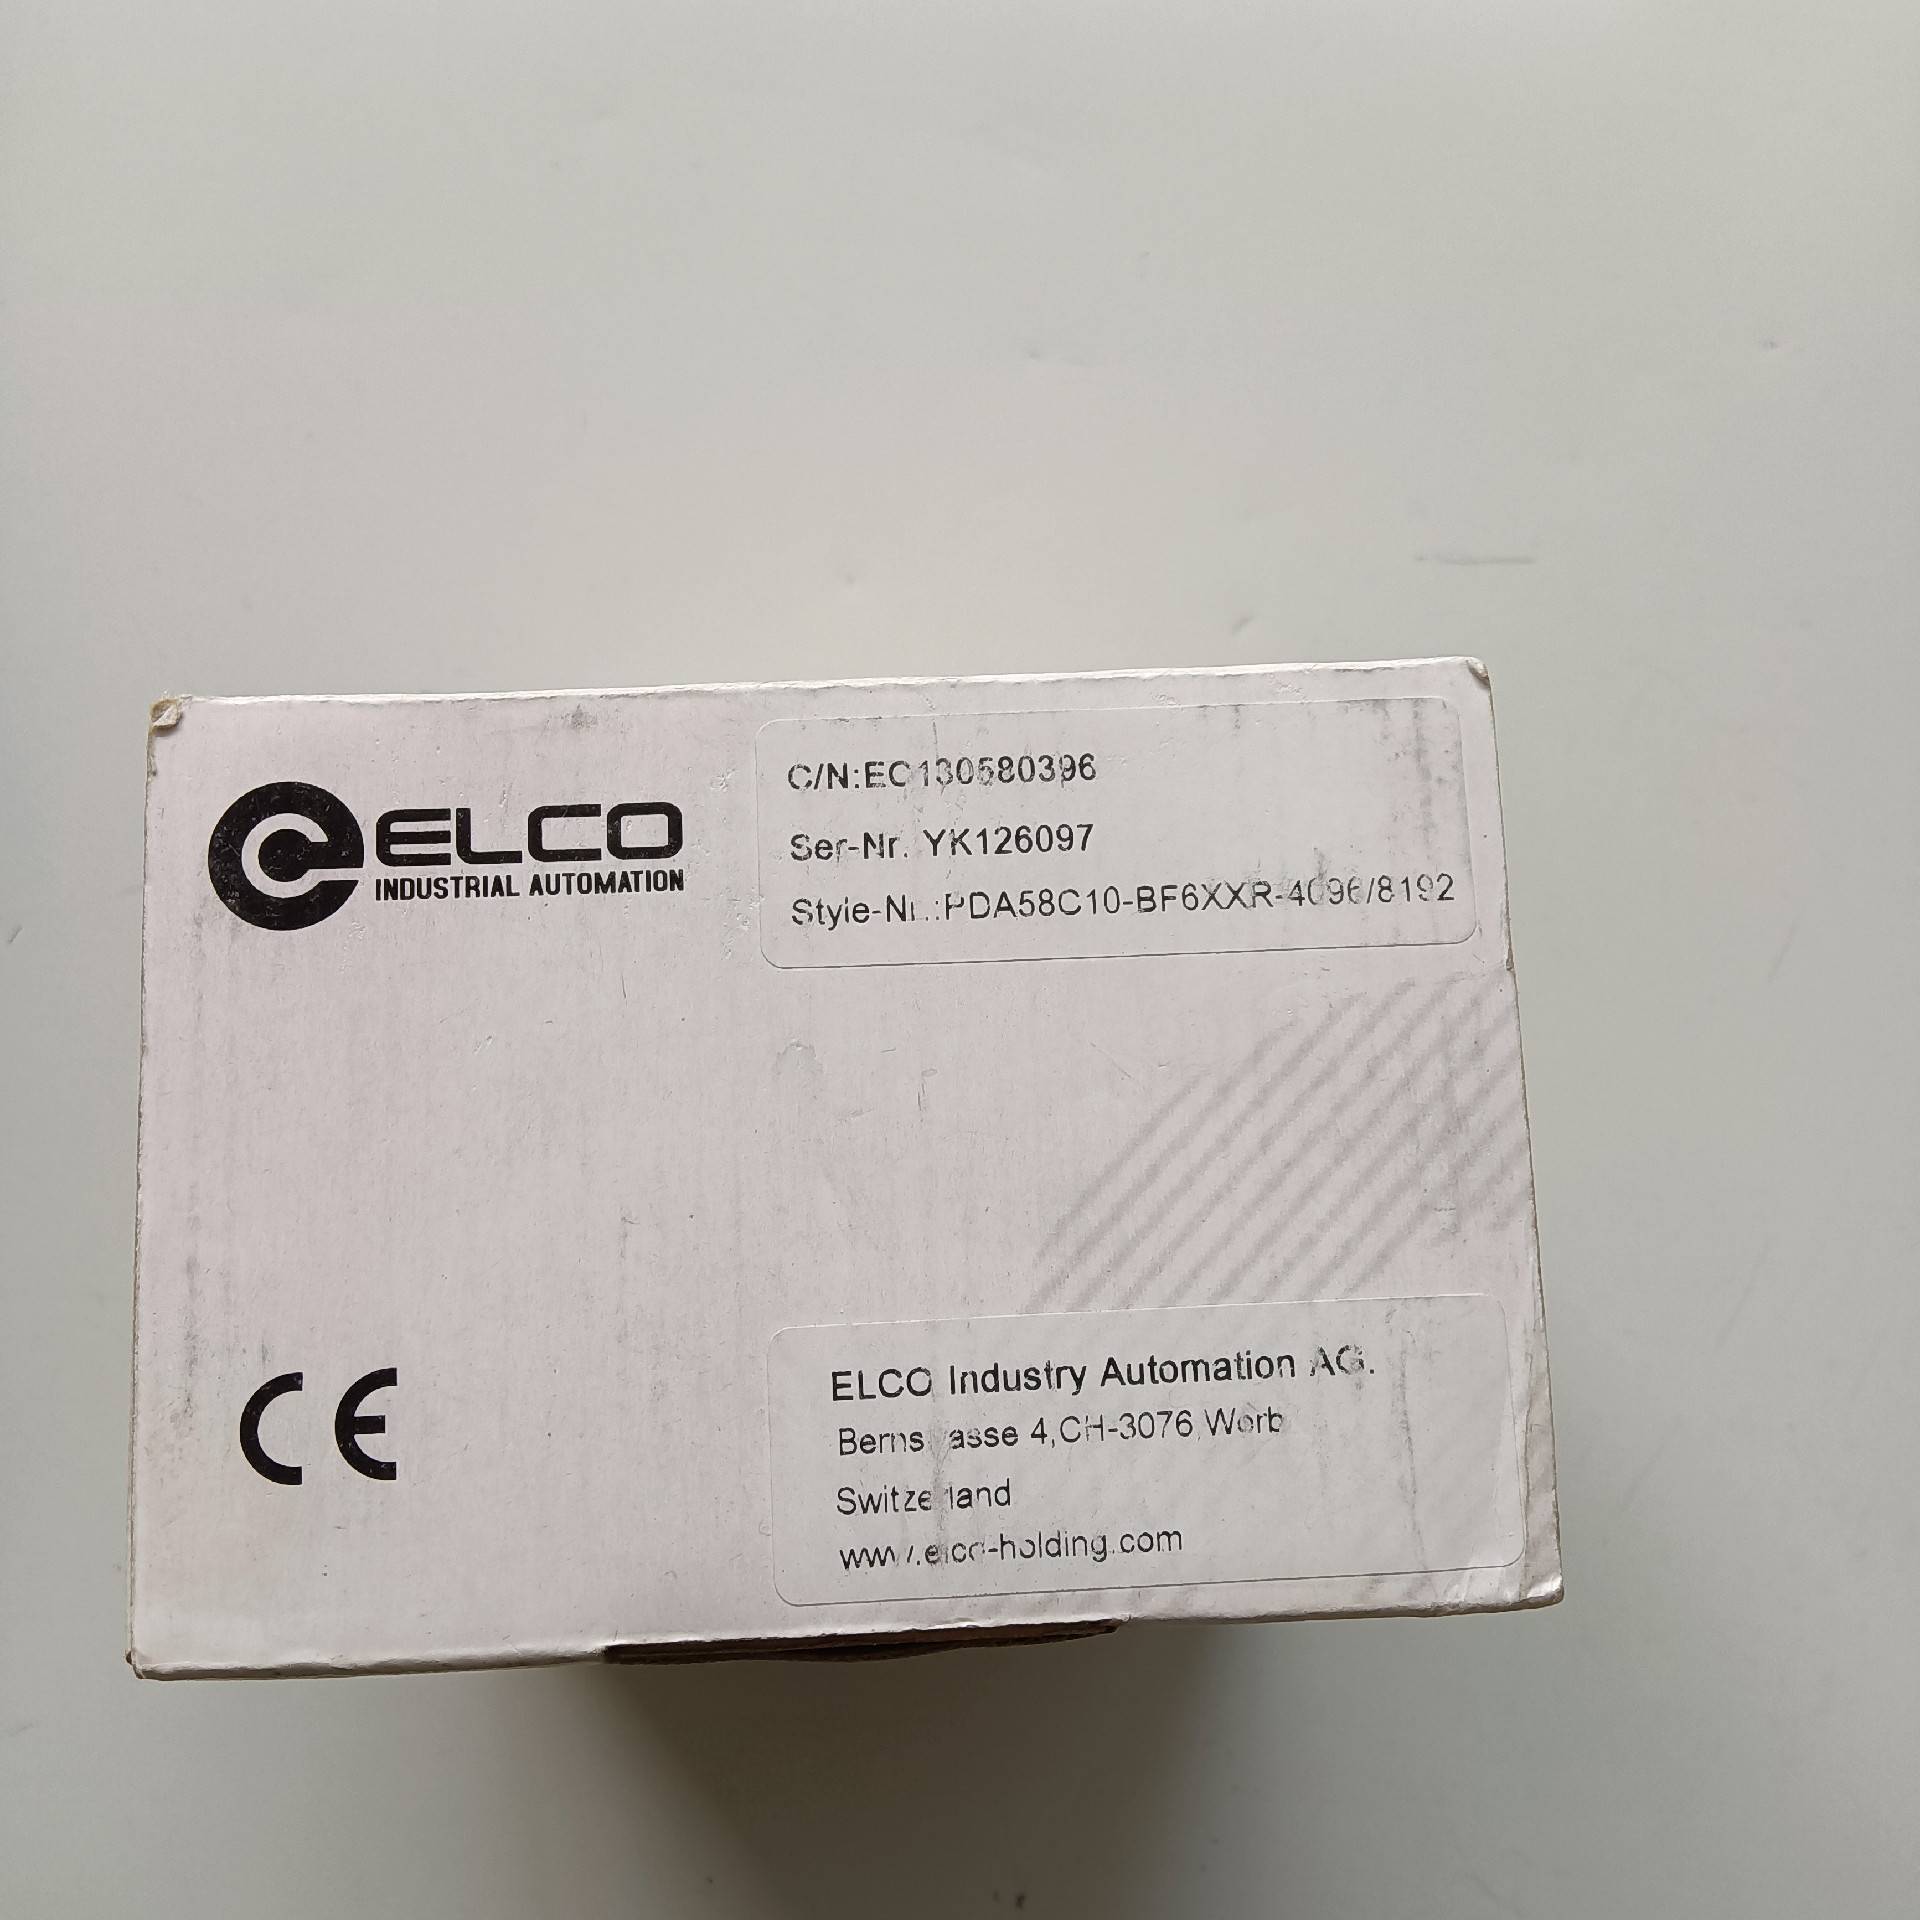 ELCO
INDUSTRIAL AUTOMATION
C/N:EC130580396
Ser-Nr. YK126097
Style-Nr.:PDA58C10-BF6XXR-4096/8192
CE
ELCO Industry Automation AG.
Bernstrasse 4,CH-3076 Worb
Switzerland
www.elco-holding.com